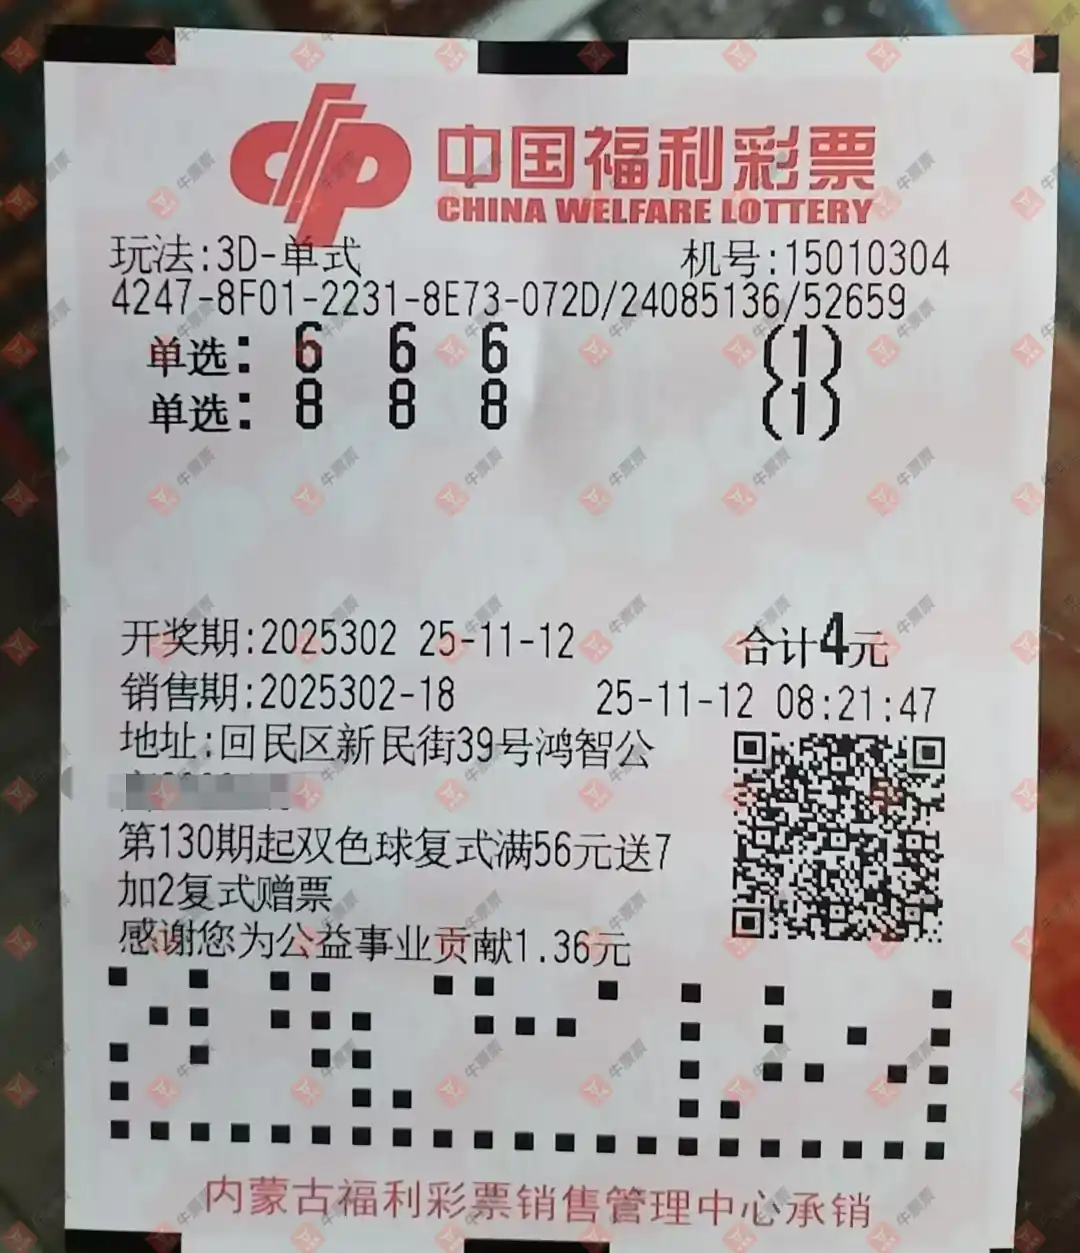 中国福利彩票
CHINA WELFARE LOTTERY
玩法:3D-单式 机号:15010304
4247-8F01-2231-8E73-072D/24085136/52659
单选: 6 6 6 (1)
单选: 8 8 8 (1)
开奖期:2025302 25-11-12 合计4元
销售期:2025302-18 25-11-12 08:21:47
地址:回民区新民街39号鸿智公
第130期起双色球复式满56元送7
加2复式赠票
感谢您为公益事业贡献1.36元
内蒙古福利彩票销售管理中心承销